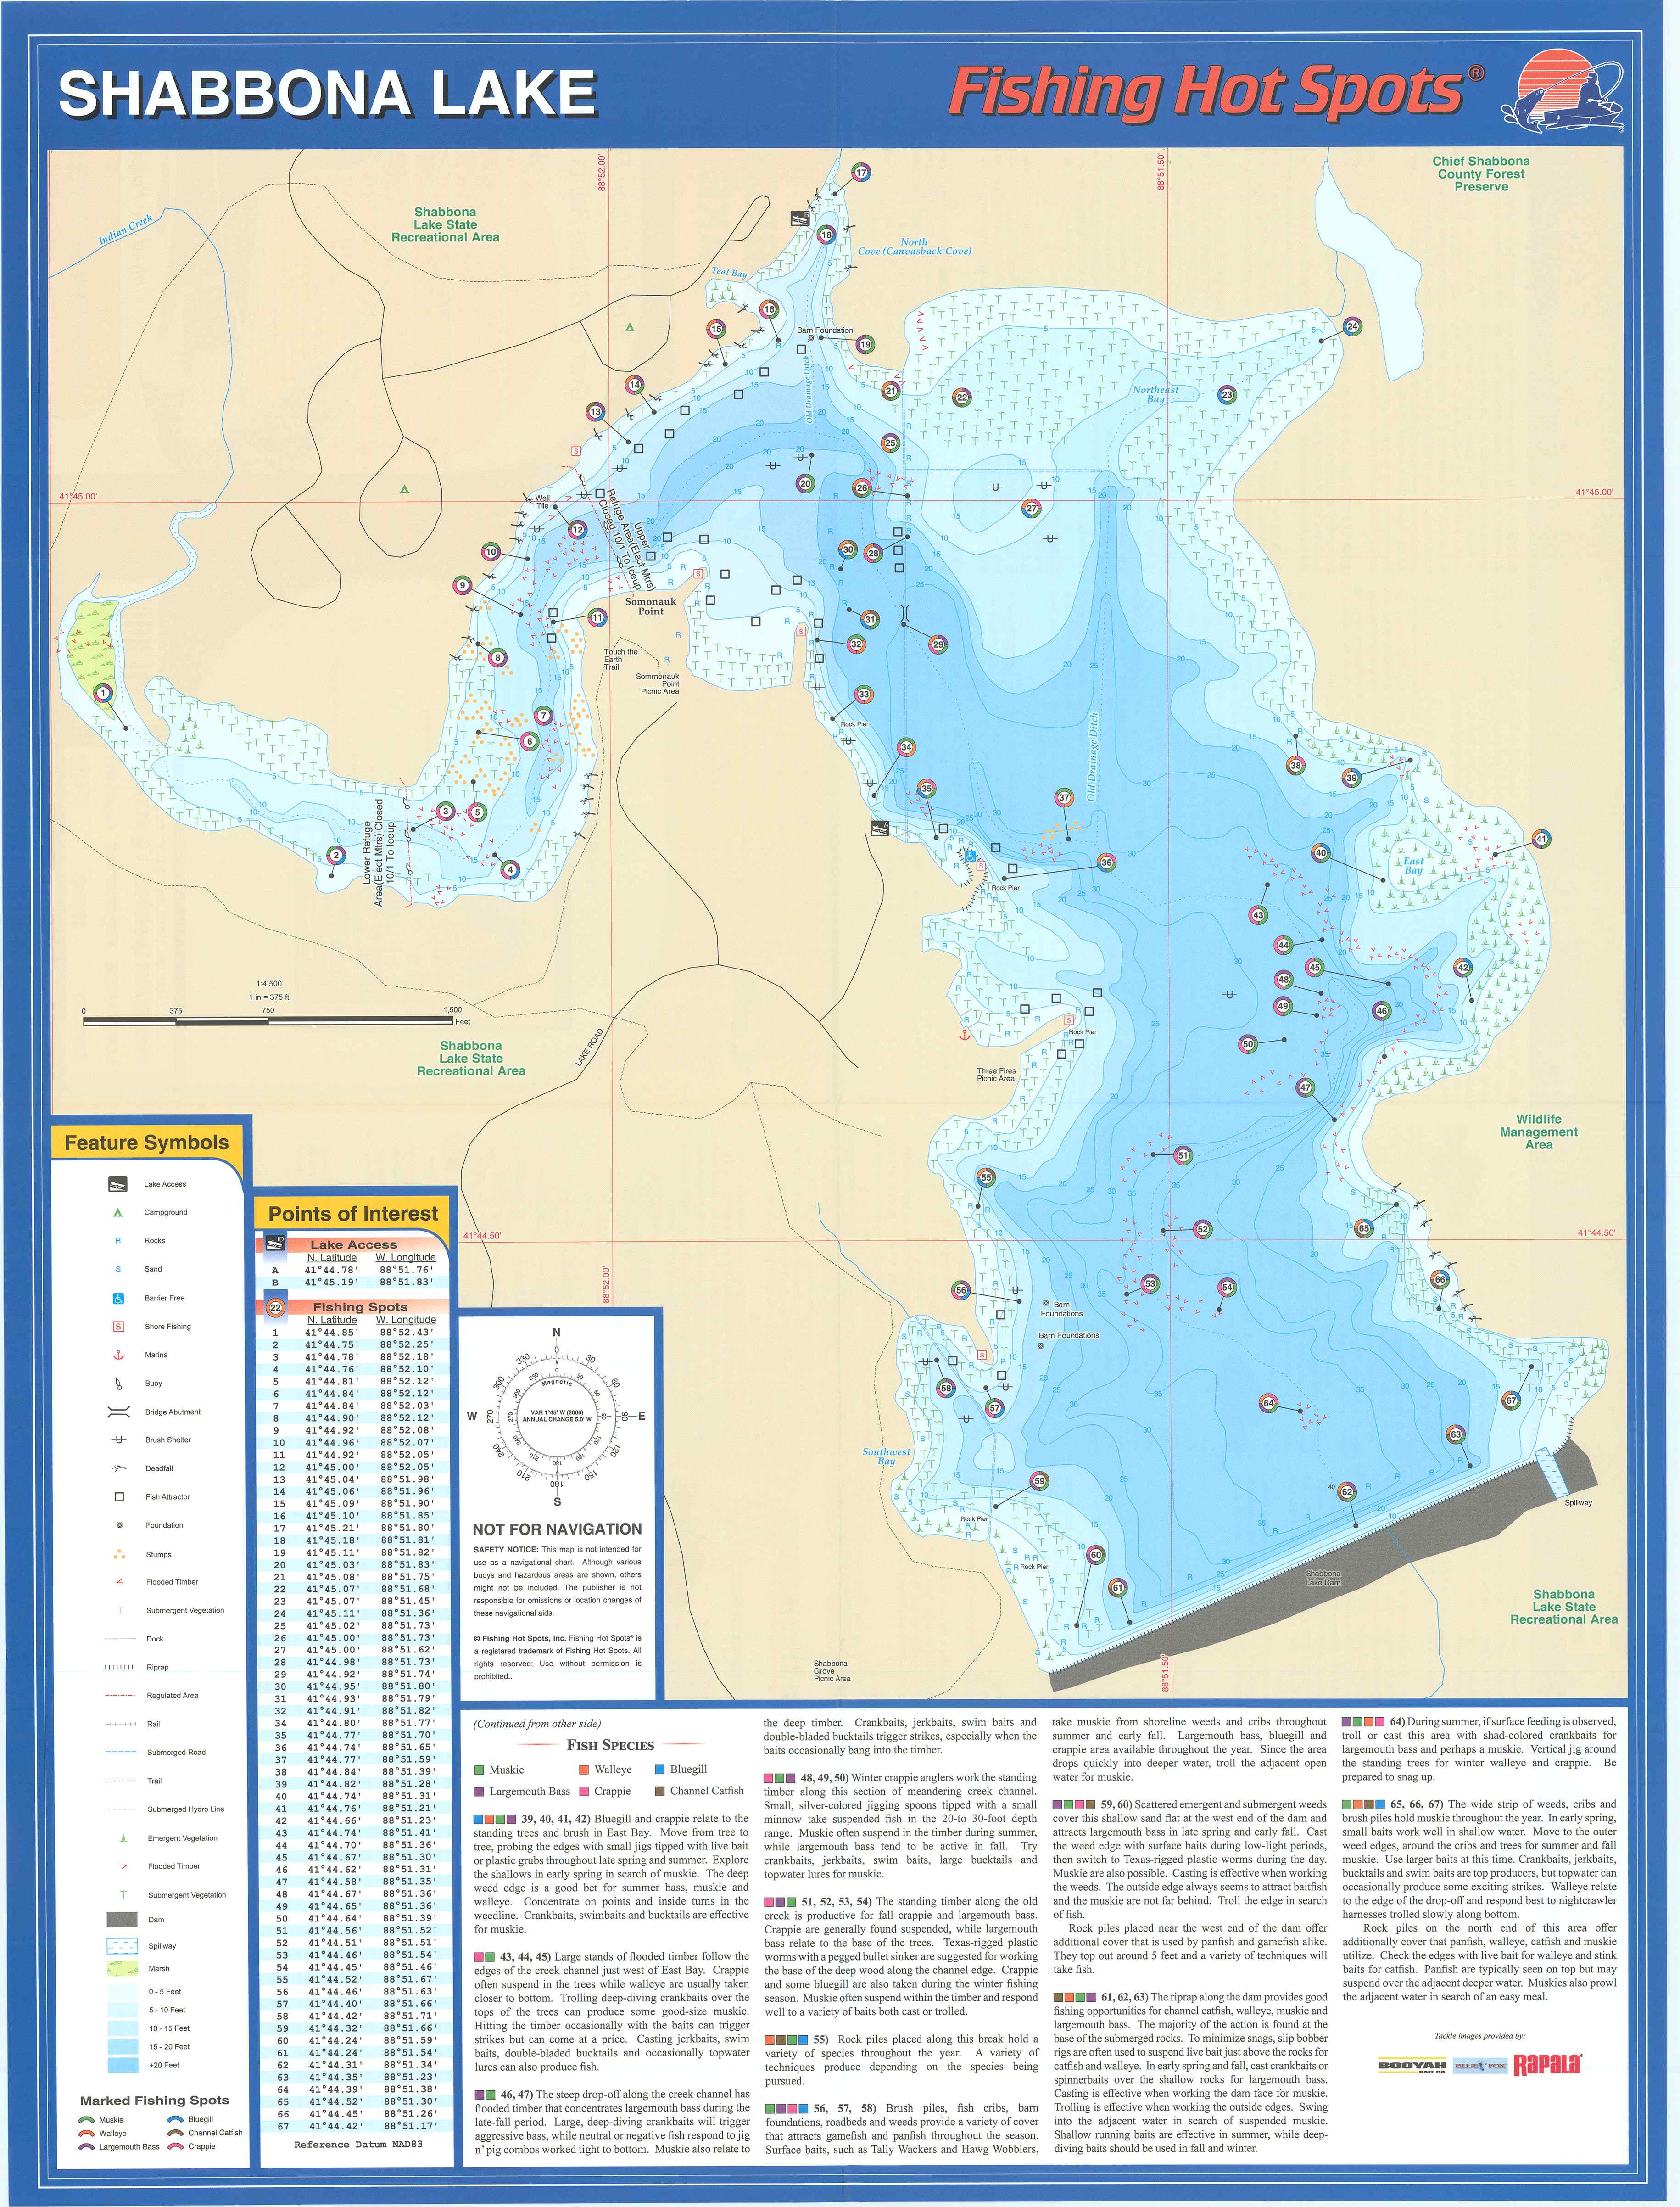 SHABBONA LAKE
Fishing Hot Spots®
Chief Shabbona
County Forest
Preserve
Shabbona
Lake State
Recreational Area
Indian Creek
88°52.00'
88°51.50'
17
B
18
North
Cove (Canvasback Cove)
Teal Bay
16
15
Barn Foundation
19
24
14
Old Drainage Ditch
21
22
Northeast
Bay
23
13
25
20
26
27
41°45.00'
41°45.00'
Well
Tile
12
Upper
Refuge Area(Elect Mtrs)
Closed 10/1 To Iceup
10
30
28
9
Somonauk
Point
11
31
32
29
8
Touch the
Earth
Trail
Sommonauk
Point
Picnic Area
1
33
Rock Pier
7
6
34
38
39
Old Drainage Ditch
35
37
3
5
A
41
Lower Refuge
Area(Elect Mtrs) Closed
10/1 To Iceup
2
4
36
Rock Pier
40
East
Bay
43
44
45
42
48
49
46
1:4,500
1 in = 375 ft
0 375 750 1,500
Feet
LAKE ROAD
Rock Pier
50
Shabbona
Lake State
Recreational Area
Three Fires
Picnic Area
47
Wildlife
Management
Area
51
55
52
65
41°44.50'
41°44.50'
53
54
66
56
Barn
Foundations
Barn Foundations
88°52.00'
58
57
64
67
63
Southwest
Bay
59
62
Rock Pier
Spillway
60
Rock Pier
61
Shabbona
Lake Dam
Shabbona
Lake State
Recreational Area
Shabbona
Grove
Picnic Area
88°51.50'
Feature Symbols
Lake Access
Campground
R Rocks
S Sand
Barrier Free
S Shore Fishing
Marina
Buoy
Bridge Abutment
Brush Shelter
Deadfall
Fish Attractor
Foundation
Stumps
Flooded Timber
Submergent Vegetation
Dock
Riprap
Regulated Area
Rail
Submerged Road
Trail
Submerged Hydro Line
Emergent Vegetation
Flooded Timber
Submergent Vegetation
Dam
Spillway
Marsh
0 - 5 Feet
5 - 10 Feet
10 - 15 Feet
15 - 20 Feet
+20 Feet
Marked Fishing Spots
Muskie Bluegill
Walleye Channel Catfish
Largemouth Bass Crappie
Points of Interest
ID Lake Access
N. Latitude W. Longitude
A 41°44.78' 88°51.76'
B 41°45.19' 88°51.83'
22 Fishing Spots
N. Latitude W. Longitude
1 41°44.85' 88°52.43'
2 41°44.75' 88°52.25'
3 41°44.78' 88°52.18'
4 41°44.76' 88°52.10'
5 41°44.81' 88°52.12'
6 41°44.84' 88°52.12'
7 41°44.84' 88°52.03'
8 41°44.90' 88°52.12'
9 41°44.92' 88°52.08'
10 41°44.96' 88°52.07'
11 41°44.92' 88°52.05'
12 41°45.00' 88°52.05'
13 41°45.04' 88°51.98'
14 41°45.06' 88°51.96'
15 41°45.09' 88°51.90'
16 41°45.10' 88°51.85'
17 41°45.21' 88°51.80'
18 41°45.18' 88°51.81'
19 41°45.11' 88°51.82'
20 41°45.03' 88°51.83'
21 41°45.08' 88°51.75'
22 41°45.07' 88°51.68'
23 41°45.07' 88°51.45'
24 41°45.11' 88°51.36'
25 41°45.02' 88°51.73'
26 41°45.00' 88°51.73'
27 41°45.00' 88°51.62'
28 41°44.98' 88°51.73'
29 41°44.92' 88°51.74'
30 41°44.95' 88°51.80'
31 41°44.93' 88°51.79'
32 41°44.91' 88°51.82'
34 41°44.80' 88°51.77'
35 41°44.77' 88°51.70'
36 41°44.74' 88°51.65'
37 41°44.77' 88°51.59'
38 41°44.84' 88°51.39'
39 41°44.82' 88°51.28'
40 41°44.74' 88°51.31'
41 41°44.76' 88°51.21'
42 41°44.66' 88°51.23'
43 41°44.74' 88°51.41'
44 41°44.70' 88°51.36'
45 41°44.67' 88°51.30'
46 41°44.62' 88°51.31'
47 41°44.58' 88°51.35'
48 41°44.67' 88°51.36'
49 41°44.65' 88°51.36'
50 41°44.64' 88°51.39'
51 41°44.56' 88°51.52'
52 41°44.51' 88°51.51'
53 41°44.46' 88°51.54'
54 41°44.45' 88°51.46'
55 41°44.52' 88°51.67'
56 41°44.46' 88°51.63'
57 41°44.40' 88°51.66'
58 41°44.42' 88°51.71'
59 41°44.32' 88°51.66'
60 41°44.24' 88°51.59'
61 41°44.24' 88°51.54'
62 41°44.31' 88°51.34'
63 41°44.35' 88°51.23'
64 41°44.39' 88°51.38'
65 41°44.52' 88°51.30'
66 41°44.45' 88°51.26'
67 41°44.42' 88°51.17'
Reference Datum NAD83
N
W
E
S
Magnetic
VAR 1°45' W (2006)
ANNUAL CHANGE 5.0' W
NOT FOR NAVIGATION
SAFETY NOTICE: This map is not intended for
use as a navigational chart. Although various
buoys and hazardous areas are shown, others
might not be included. The publisher is not
responsible for omissions or location changes of
these navigational aids.
© Fishing Hot Spots, Inc. Fishing Hot Spots® is
a registered trademark of Fishing Hot Spots. All
rights reserved; Use without permission is
prohibited..
(Continued from other side)
FISH SPECIES
Muskie Walleye Bluegill
Largemouth Bass Crappie Channel Catfish
39, 40, 41, 42) Bluegill and crappie relate to the
standing trees and brush in East Bay. Move from tree to
tree, probing the edges with small jigs tipped with live bait
or plastic grubs throughout late spring and summer. Explore
the shallows in early spring in search of muskie. The deep
weed edge is a good bet for summer bass, muskie and
walleye. Concentrate on points and inside turns in the
weedline. Crankbaits, swimbaits and bucktails are effective
for muskie.
43, 44, 45) Large stands of flooded timber follow the
edges of the creek channel just west of East Bay. Crappie
often suspend in the trees while walleye are usually taken
closer to bottom. Trolling deep-diving crankbaits over the
tops of the trees can produce some good-size muskie.
Hitting the timber occasionally with the baits can trigger
strikes but can come at a price. Casting jerkbaits, swim
baits, double-bladed bucktails and occasionally topwater
lures can also produce fish.
46, 47) The steep drop-off along the creek channel has
flooded timber that concentrates largemouth bass during the
late-fall period. Large, deep-diving crankbaits will trigger
aggressive bass, while neutral or negative fish respond to jig
n' pig combos worked tight to bottom. Muskie also relate to
the deep timber. Crankbaits, jerkbaits, swim baits and
double-bladed bucktails trigger strikes, especially when the
baits occasionally bang into the timber.
48, 49, 50) Winter crappie anglers work the standing
timber along this section of meandering creek channel.
Small, silver-colored jigging spoons tipped with a small
minnow take suspended fish in the 20-to 30-foot depth
range. Muskie often suspend in the timber during summer,
while largemouth bass tend to be active in fall. Try
crankbaits, jerkbaits, swim baits, large bucktails and
topwater lures for muskie.
51, 52, 53, 54) The standing timber along the old
creek is productive for fall crappie and largemouth bass.
Crappie are generally found suspended, while largemouth
bass relate to the base of the trees. Texas-rigged plastic
worms with a pegged bullet sinker are suggested for working
the base of the deep wood along the channel edge. Crappie
and some bluegill are also taken during the winter fishing
season. Muskie often suspend within the timber and respond
well to a variety of baits both cast or trolled.
55) Rock piles placed along this break hold a
variety of species throughout the year. A variety of
techniques produce depending on the species being
pursued.
56, 57, 58) Brush piles, fish cribs, barn
foundations, roadbeds and weeds provide a variety of cover
that attracts gamefish and panfish throughout the season.
Surface baits, such as Tally Wackers and Hawg Wobblers,
take muskie from shoreline weeds and cribs throughout
summer and early fall. Largemouth bass, bluegill and
crappie area available throughout the year. Since the area
drops quickly into deeper water, troll the adjacent open
water for muskie.
59, 60) Scattered emergent and submergent weeds
cover this shallow sand flat at the west end of the dam and
attracts largemouth bass in late spring and early fall. Cast
the weed edge with surface baits during low-light periods,
then switch to Texas-rigged plastic worms during the day.
Muskie are also possible. Casting is effective when working
the weeds. The outside edge always seems to attract baitfish
and the muskie are not far behind. Troll the edge in search
of fish.
Rock piles placed near the west end of the dam offer
additional cover that is used by panfish and gamefish alike.
They top out around 5 feet and a variety of techniques will
take fish.
61, 62, 63) The riprap along the dam provides good
fishing opportunities for channel catfish, walleye, muskie and
largemouth bass. The majority of the action is found at the
base of the submerged rocks. To minimize snags, slip bobber
rigs are often used to suspend live bait just above the rocks for
catfish and walleye. In early spring and fall, cast crankbaits or
spinnerbaits over the shallow rocks for largemouth bass.
Casting is effective when working the dam face for muskie.
Trolling is effective when working the outside edges. Swing
into the adjacent water in search of suspended muskie.
Shallow running baits are effective in summer, while deep-
diving baits should be used in fall and winter.
64) During summer, if surface feeding is observed,
troll or cast this area with shad-colored crankbaits for
largemouth bass and perhaps a muskie. Vertical jig around
the standing trees for winter walleye and crappie. Be
prepared to snag up.
65, 66, 67) The wide strip of weeds, cribs and
brush piles hold muskie throughout the year. In early spring,
small baits work well in shallow water. Move to the outer
weed edges, around the cribs and trees for summer and fall
muskie. Use larger baits at this time. Crankbaits, jerkbaits,
bucktails and swim baits are top producers, but topwater can
occasionally produce some exciting strikes. Walleye relate
to the edge of the drop-off and respond best to nightcrawler
harnesses trolled slowly along bottom.
Rock piles on the north end of this area offer
additionally cover that panfish, walleye, catfish and muskie
utilize. Check the edges with live bait for walleye and stink
baits for catfish. Panfish are typically seen on top but may
suspend over the adjacent deeper water. Muskies also prowl
the adjacent water in search of an easy meal.
Tackle images provided by:
BOOYAH
BAIT CO.
BLUE FOX
RAPALA